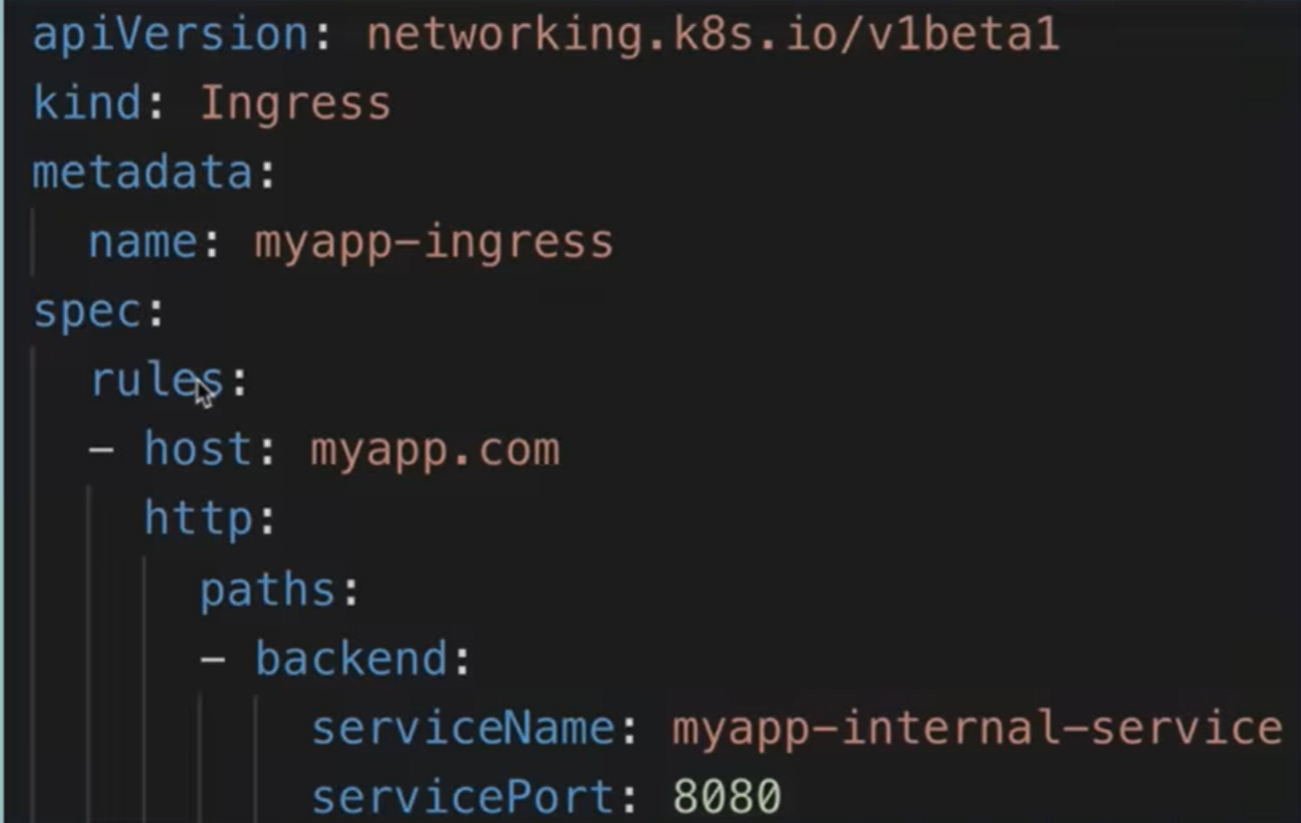 apiVersion: networking.k8s.io/v1beta1
kind: Ingress
metadata:
  name: myapp-ingress
spec:
  rules:
  - host: myapp.com
    http:
      paths:
      - backend:
          serviceName: myapp-internal-service
          servicePort: 8080